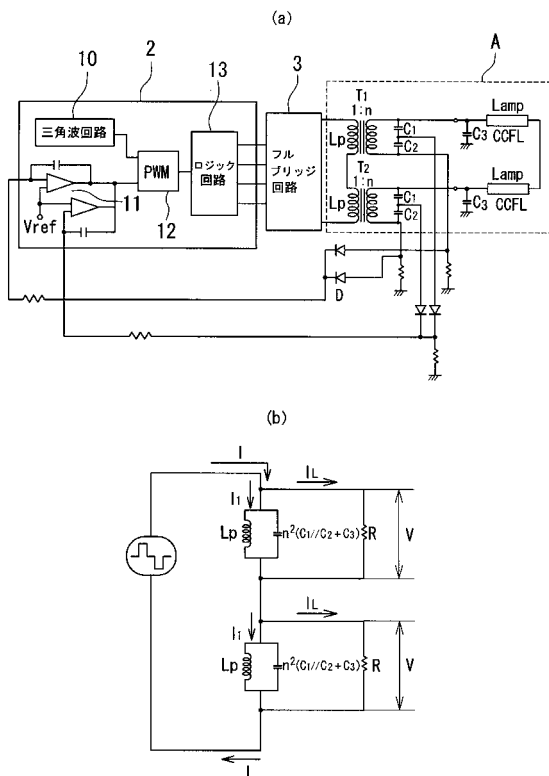 (a)
10
2
13
3
A
三角波回路
PWM
ロジック
回路
フル
ブリッジ
回路
11
12
Vref
T1
1:n
Lp
C1
C2
C3
Lamp
CCFL
T2
1:n
Lp
C1
C2
C3
Lamp
CCFL
D
(b)
I
IL
I1
Lp
n²(C1//C2+C3)
R
V
IL
I1
Lp
n²(C1//C2+C3)
R
V
I